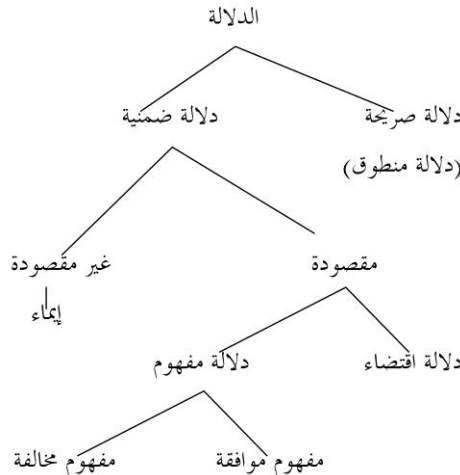 الدلالة
دلالة صريحة
دلالة ضمنية
(دلالة منطوق)
مقصودة
غير مقصودة
إيماء
دلالة اقتضاء
دلالة مفهوم
مفهوم موافقة
مفهوم مخالفة